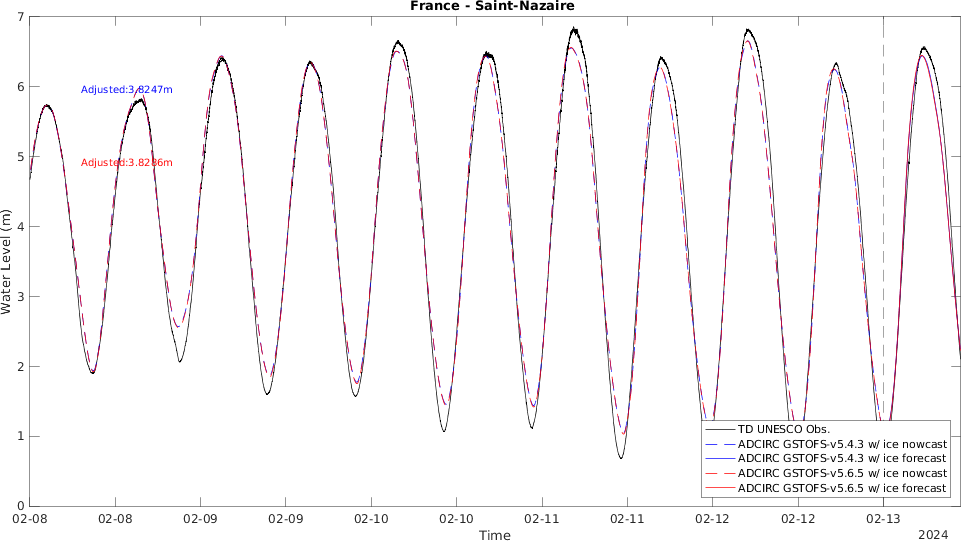 France - Saint-Nazaire
7
6
5
4
3
2
1
0
Water Level (m)
Adjusted:3.8247m
Adjusted:3.8286m
TD UNESCO Obs.
ADCIRC GSTOFS-v5.4.3 w/ ice nowcast
ADCIRC GSTOFS-v5.4.3 w/ ice forecast
ADCIRC GSTOFS-v5.6.5 w/ ice nowcast
ADCIRC GSTOFS-v5.6.5 w/ ice forecast
02-08 02-08 02-09 02-09 02-10 02-10 02-11 02-11 02-12 02-12 02-13
Time
2024